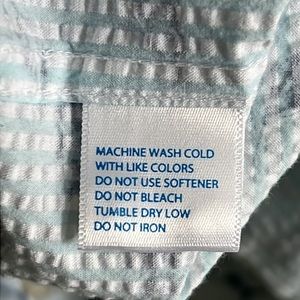 MACHINE WASH COLD
WITH LIKE COLORS
DO NOT USE SOFTENER
DO NOT BLEACH
TUMBLE DRY LOW
DO NOT IRON